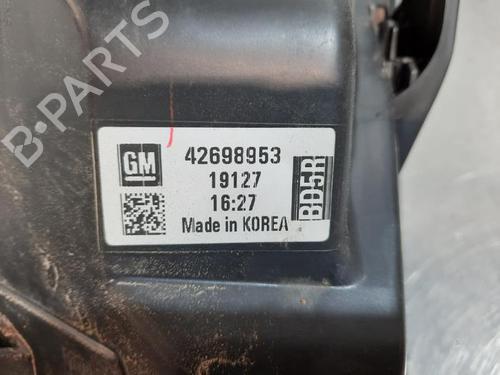 B-PARTS
GM
42698953
19127
16:27
Made in KOREA
BD5R